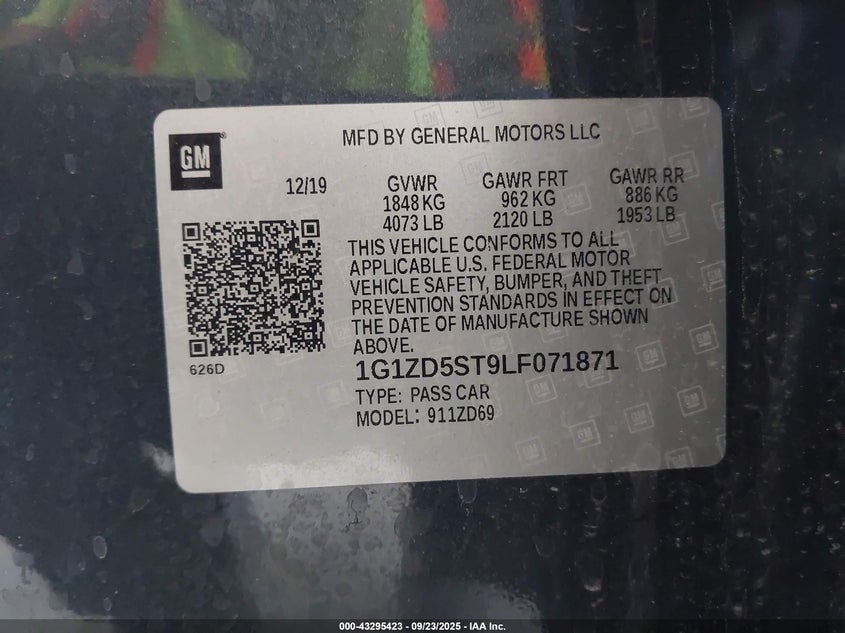 MFD BY GENERAL MOTORS LLC
GM
12/19 GVWR GAWR FRT GAWR RR
1848 KG 962 KG 886 KG
4073 LB 2120 LB 1953 LB
THIS VEHICLE CONFORMS TO ALL
APPLICABLE U.S. FEDERAL MOTOR
VEHICLE SAFETY, BUMPER, AND THEFT
PREVENTION STANDARDS IN EFFECT ON
THE DATE OF MANUFACTURE SHOWN
ABOVE.
626D
1G1ZD5ST9LF071871
TYPE: PASS CAR
MODEL: 911ZD69
000-43295423 - 09/23/2025 - IAA Inc.